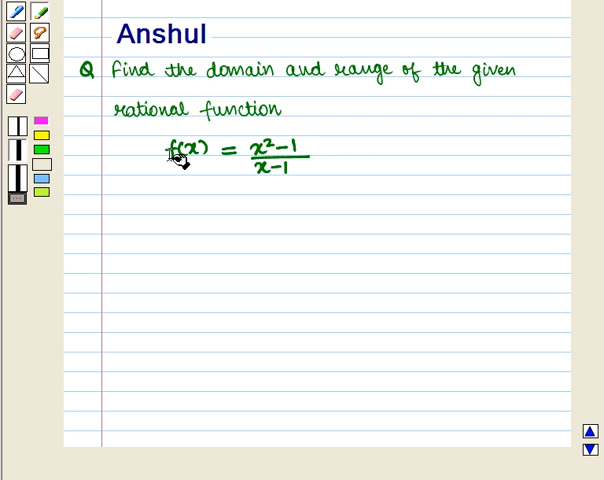 Anshul
Q Find the domain and range of the given
rational function
f(x) = x²-1
x-1